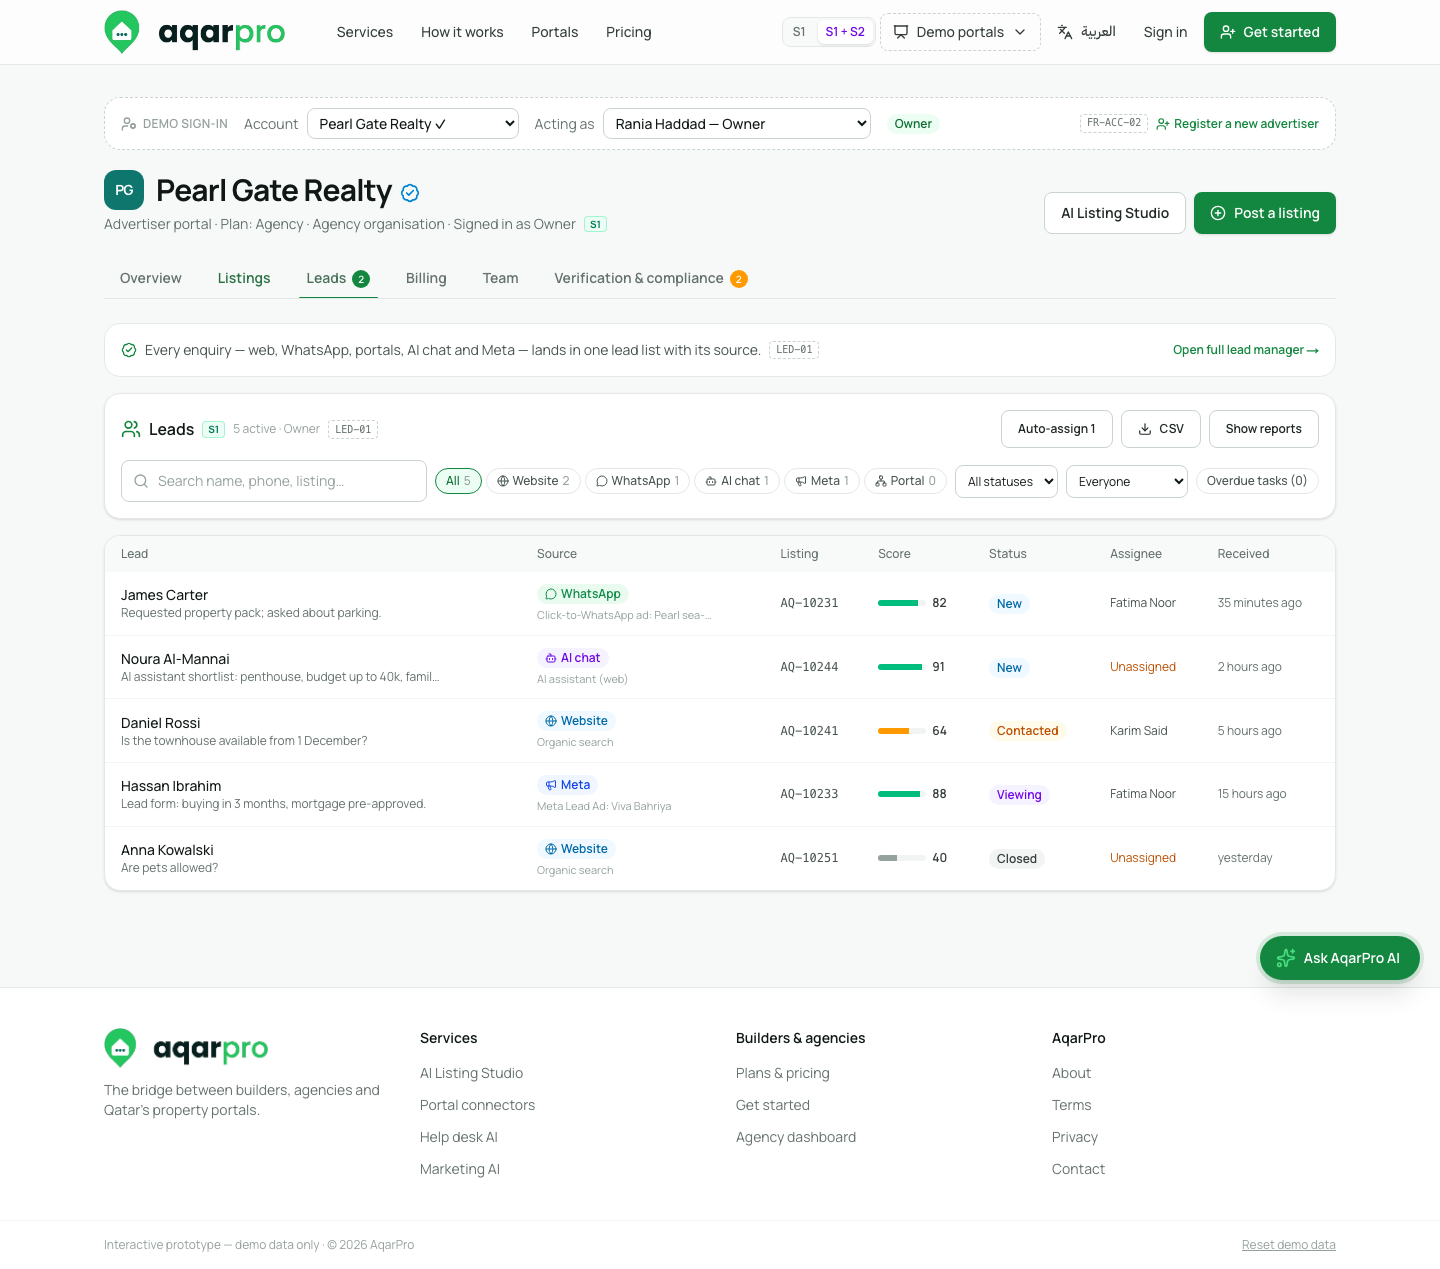 aqarpro Services How it works Portals Pricing S1 S1 + S2 Demo portals العربية Sign in Get started
DEMO SIGN-IN Account Pearl Gate Realty ✓ Acting as Rania Haddad — Owner Owner FR-ACC-02 Register a new advertiser
PG Pearl Gate Realty
Advertiser portal · Plan: Agency · Agency organisation · Signed in as Owner S1
AI Listing Studio Post a listing
Overview Listings Leads 2 Billing Team Verification & compliance 2
Every enquiry — web, WhatsApp, portals, AI chat and Meta — lands in one lead list with its source. LED-01 Open full lead manager →
Leads S1 5 active · Owner LED-01 Auto-assign 1 CSV Show reports
Search name, phone, listing… All 5 Website 2 WhatsApp 1 AI chat 1 Meta 1 Portal 0 All statuses Everyone Overdue tasks (0)
Lead Source Listing Score Status Assignee Received
James Carter WhatsApp AQ-10231 82 New Fatima Noor 35 minutes ago
Requested property pack; asked about parking. Click-to-WhatsApp ad: Pearl sea-…
Noura Al-Mannai AI chat AQ-10244 91 New Unassigned 2 hours ago
AI assistant shortlist: penthouse, budget up to 40k, famil… AI assistant (web)
Daniel Rossi Website AQ-10241 64 Contacted Karim Said 5 hours ago
Is the townhouse available from 1 December? Organic search
Hassan Ibrahim Meta AQ-10233 88 Viewing Fatima Noor 15 hours ago
Lead form: buying in 3 months, mortgage pre-approved. Meta Lead Ad: Viva Bahriya
Anna Kowalski Website AQ-10251 40 Closed Unassigned yesterday
Are pets allowed? Organic search
Ask AqarPro AI
aqarpro
The bridge between builders, agencies and
Qatar's property portals.
Services
AI Listing Studio
Portal connectors
Help desk AI
Marketing AI
Builders & agencies
Plans & pricing
Get started
Agency dashboard
AqarPro
About
Terms
Privacy
Contact
Interactive prototype — demo data only · © 2026 AqarPro Reset demo data